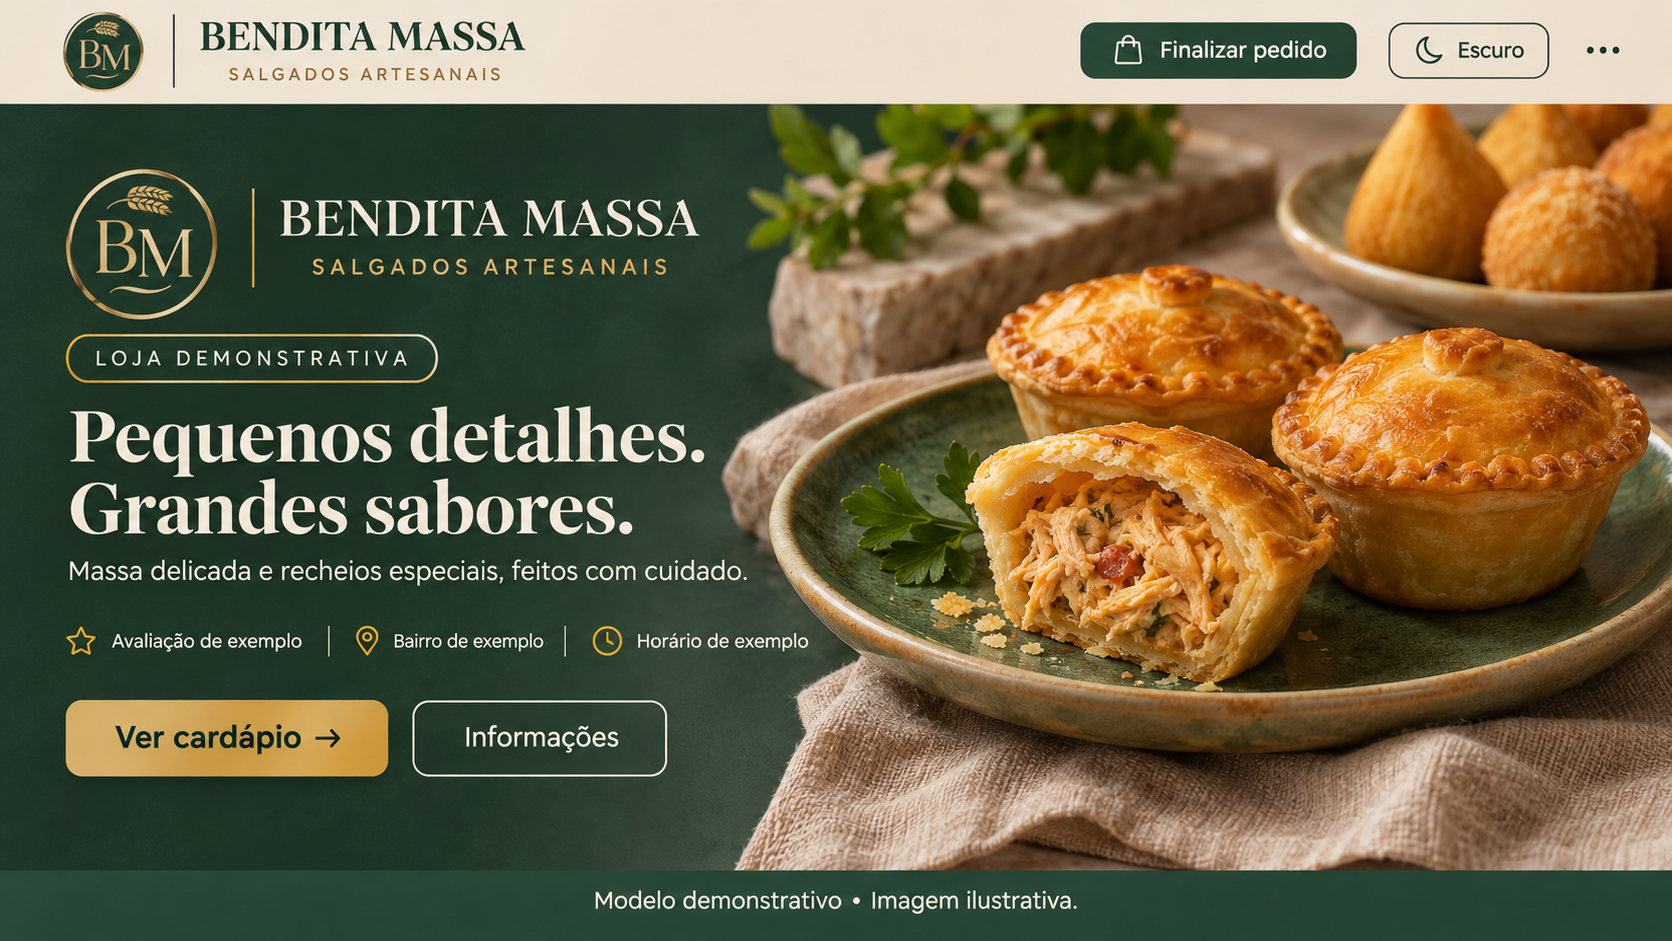 BM
BENDITA MASSA
SALGADOS ARTESANAIS
Finalizar pedido
Escuro
BM
BENDITA MASSA
SALGADOS ARTESANAIS
LOJA DEMONSTRATIVA
Pequenos detalhes.
Grandes sabores.
Massa delicada e recheios especiais, feitos com cuidado.
Avaliação de exemplo
Bairro de exemplo
Horário de exemplo
Ver cardápio →
Informações
Modelo demonstrativo • Imagem ilustrativa.